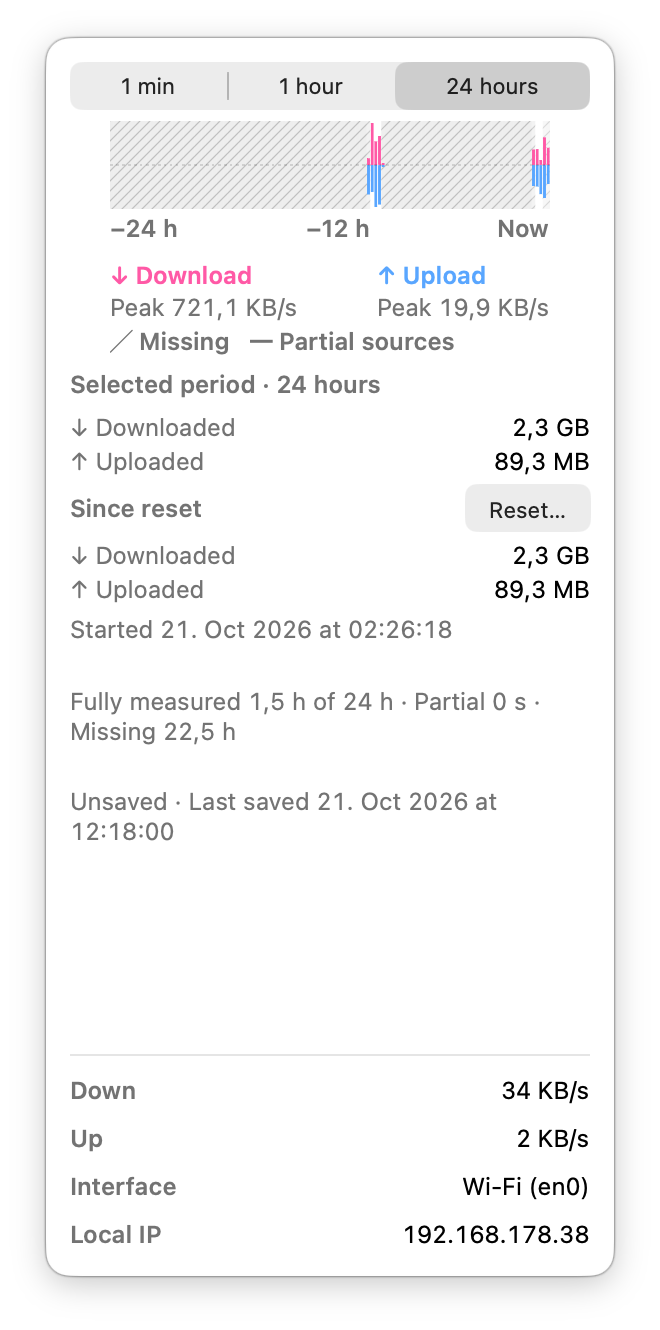 1 min 1 hour 24 hours
–24 h –12 h Now
↓ Download ↑ Upload
Peak 721,1 KB/s Peak 19,9 KB/s
Missing Partial sources
Selected period · 24 hours
↓ Downloaded 2,3 GB
↑ Uploaded 89,3 MB
Since reset Reset...
↓ Downloaded 2,3 GB
↑ Uploaded 89,3 MB
Started 21. Oct 2026 at 02:26:18
Fully measured 1,5 h of 24 h · Partial 0 s ·
Missing 22,5 h
Unsaved · Last saved 21. Oct 2026 at
12:18:00
Down 34 KB/s
Up 2 KB/s
Interface Wi-Fi (en0)
Local IP 192.168.178.38